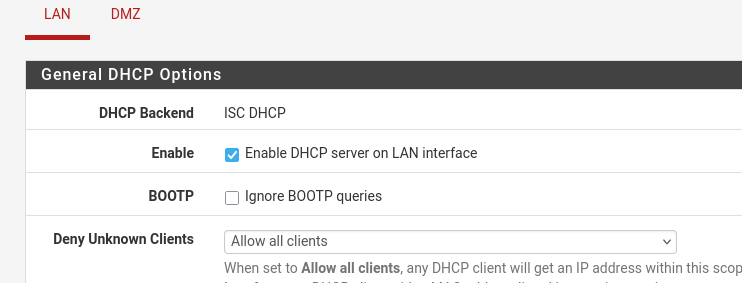 LAN DMZ
General DHCP Options
DHCP Backend ISC DHCP
Enable Enable DHCP server on LAN interface
BOOTP Ignore BOOTP queries
Deny Unknown Clients Allow all clients
When set to Allow all clients, any DHCP client will get an IP address within this scop